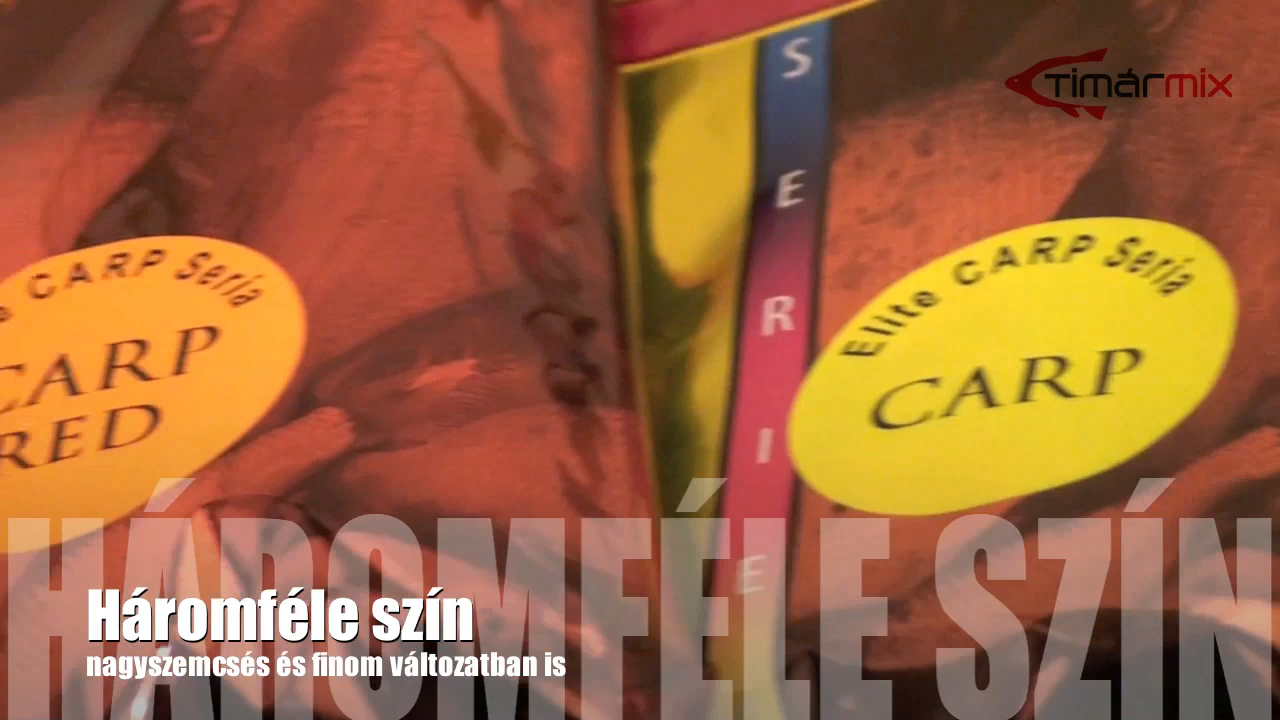 TIMÁRMIX
SERIE
CARP Seria
CARP
RED
Elite CARP Seria
CARP
HÁROMFÉLE SZÍN
Háromféle szín
nagyszemcsés és finom változatban is